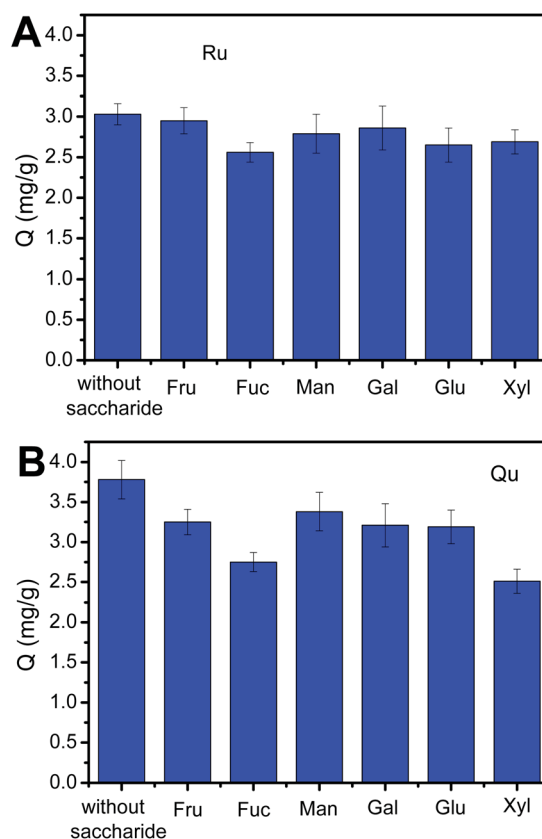 A
Ru
Q (mg/g)
4.0
3.5
3.0
2.5
2.0
1.5
1.0
0.5
0.0
without
saccharide
Fru
Fuc
Man
Gal
Glu
Xyl
B
Qu
Q (mg/g)
4.0
3.5
3.0
2.5
2.0
1.5
1.0
0.5
0.0
without
saccharide
Fru
Fuc
Man
Gal
Glu
Xyl